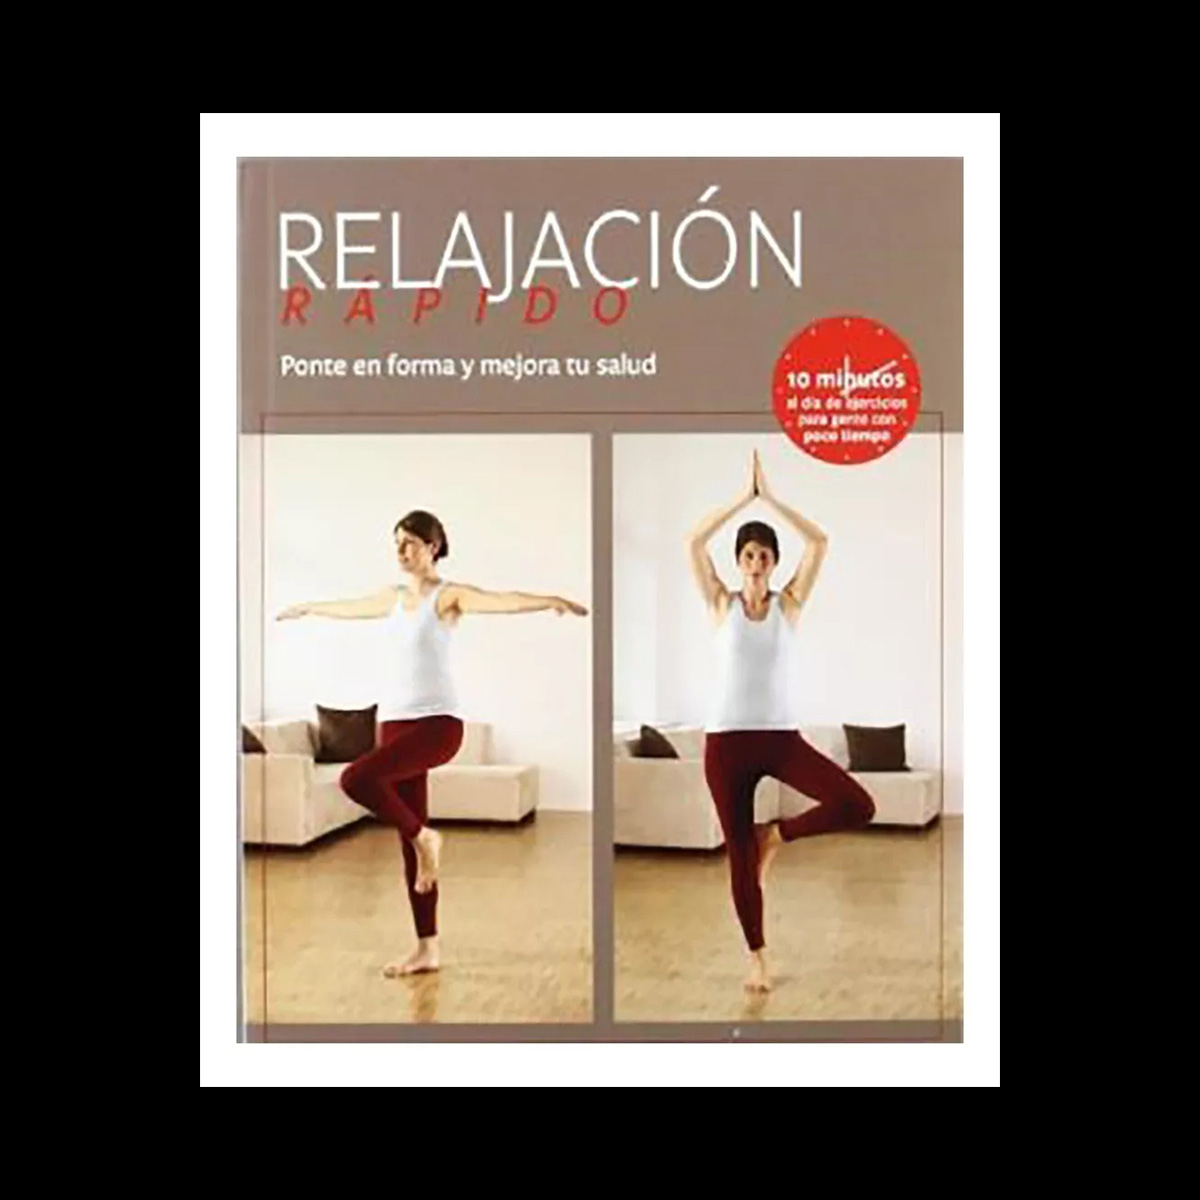 RELAJACIÓN
RÁPIDO
Ponte en forma y mejora tu salud
10 minutos
al día de ejercicios
para gente con
poco tiempo